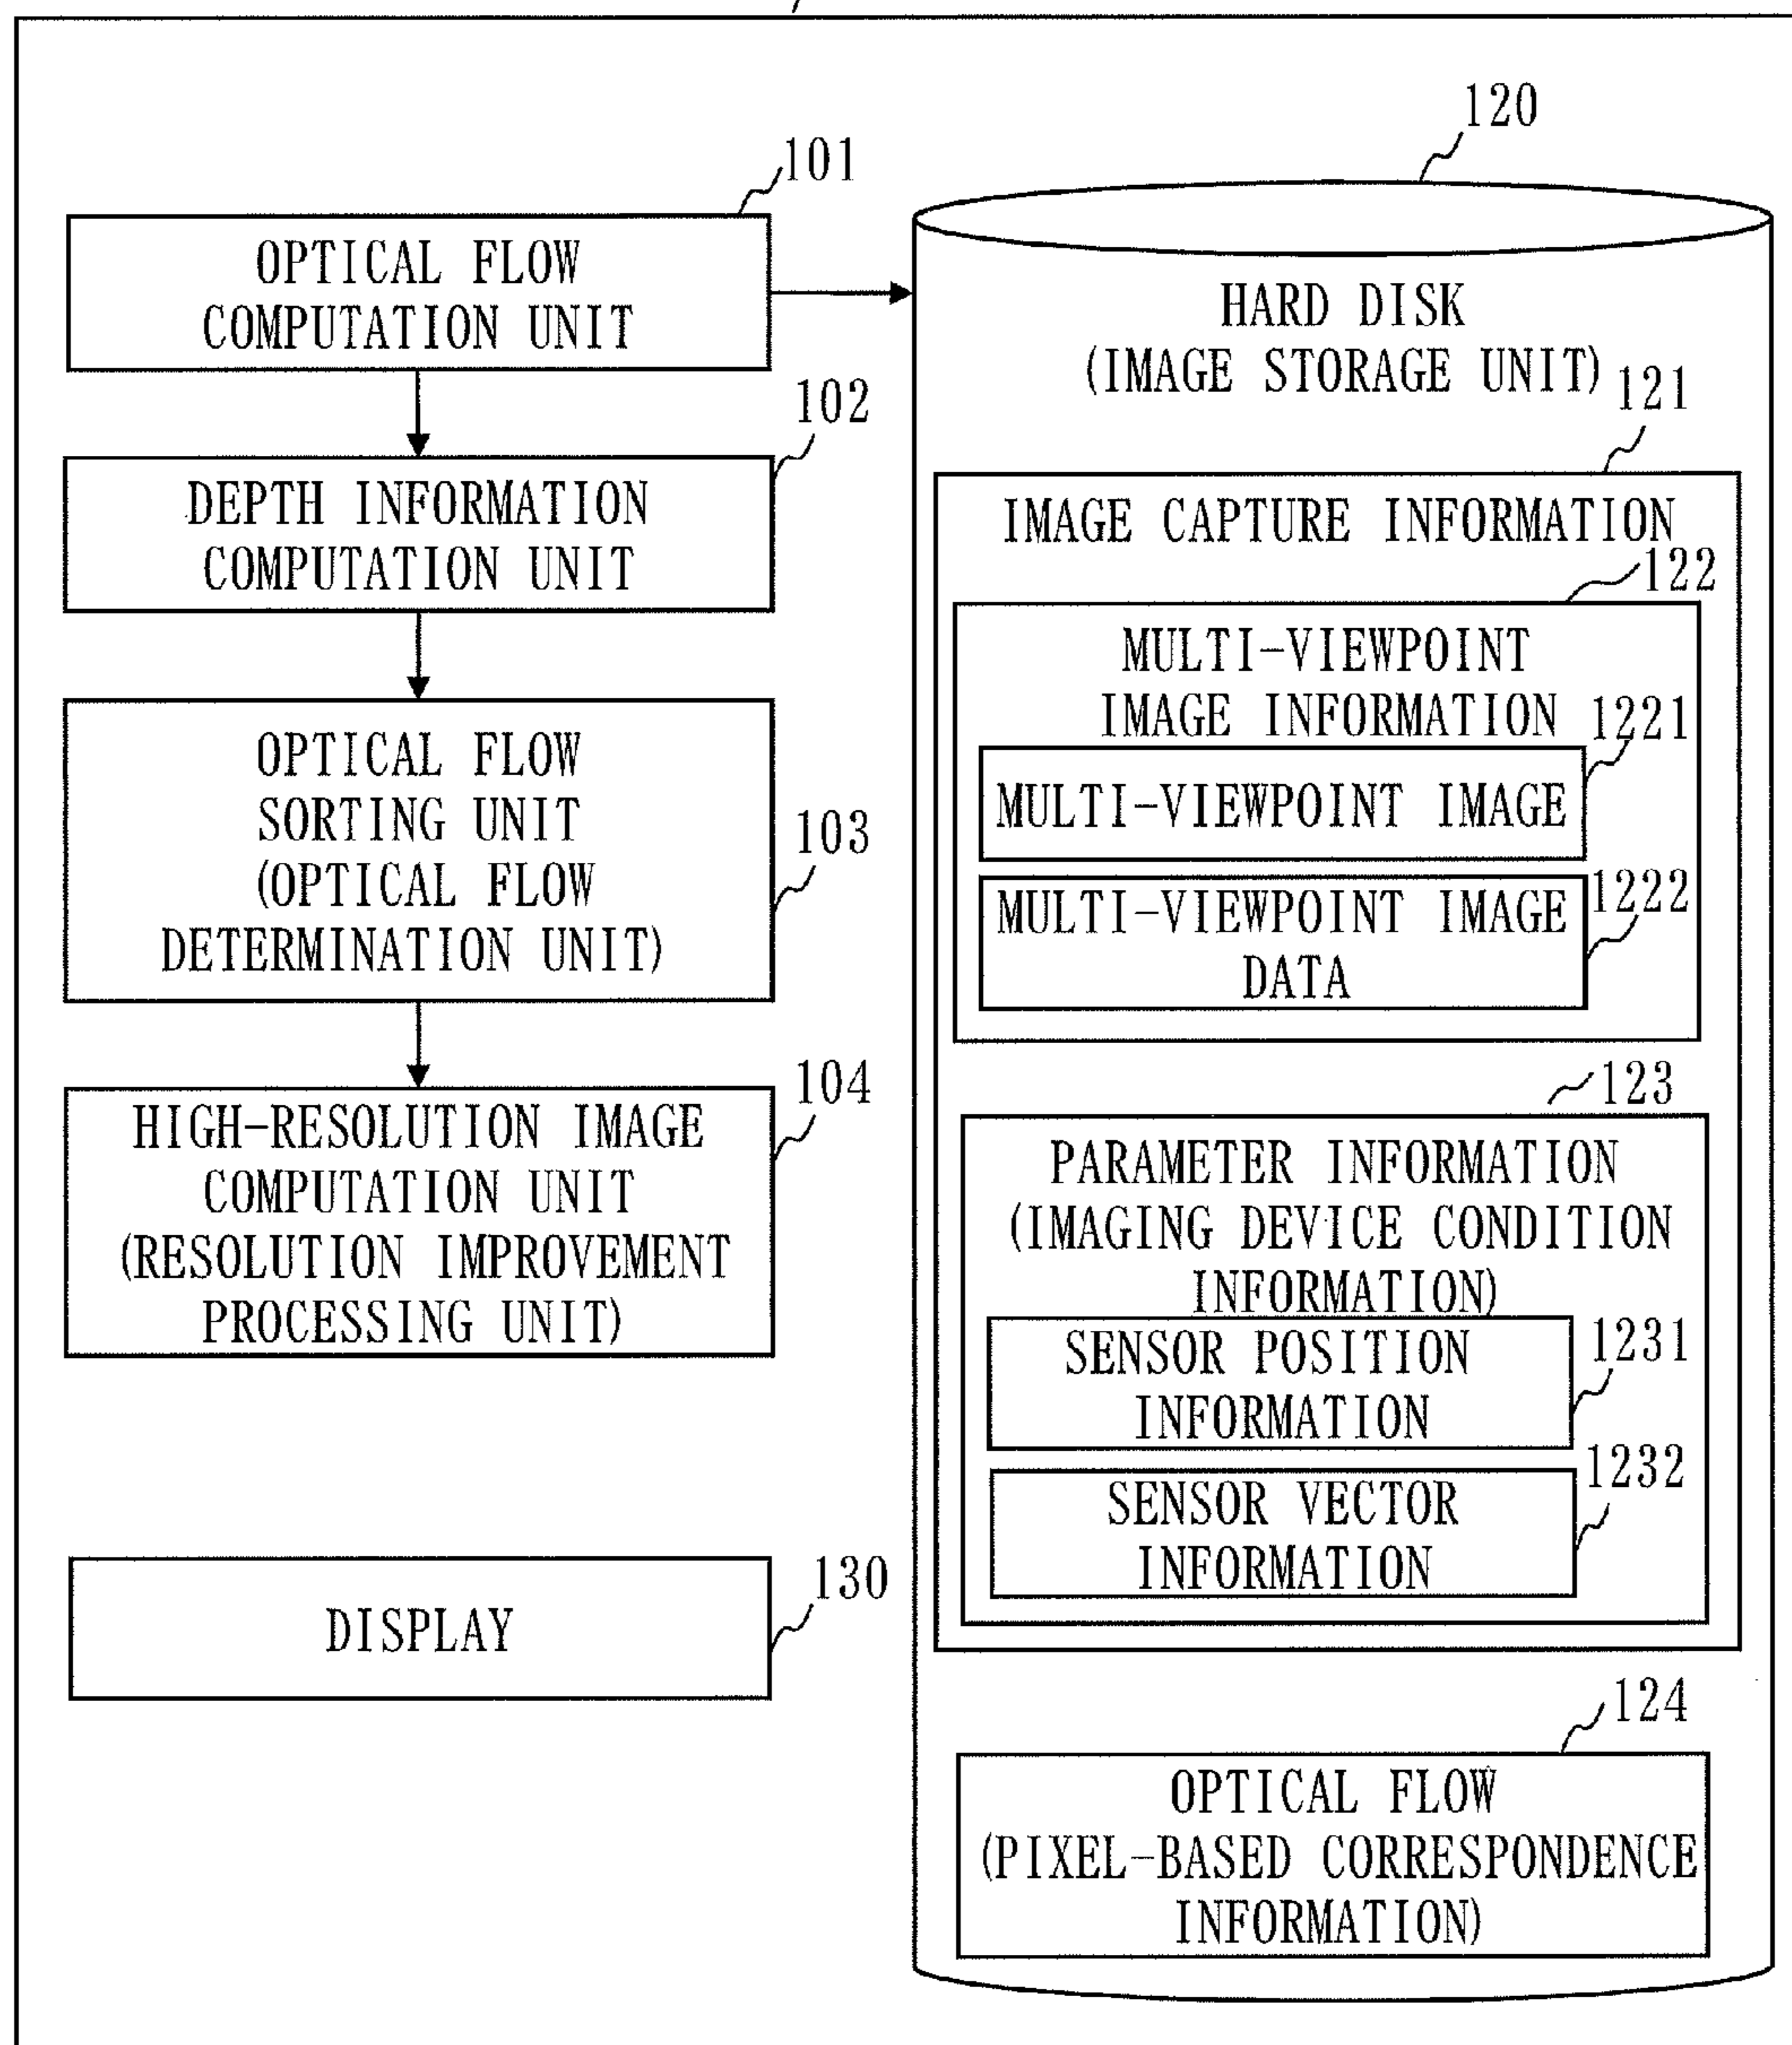 101
OPTICAL FLOW
COMPUTATION UNIT
102
DEPTH INFORMATION
COMPUTATION UNIT
OPTICAL FLOW
SORTING UNIT
(OPTICAL FLOW
DETERMINATION UNIT)
103
104
HIGH-RESOLUTION IMAGE
COMPUTATION UNIT
(RESOLUTION IMPROVEMENT
PROCESSING UNIT)
130
DISPLAY
120
HARD DISK
(IMAGE STORAGE UNIT)
121
IMAGE CAPTURE INFORMATION
122
MULTI-VIEWPOINT
IMAGE INFORMATION
1221
MULTI-VIEWPOINT IMAGE
1222
MULTI-VIEWPOINT IMAGE
DATA
123
PARAMETER INFORMATION
(IMAGING DEVICE CONDITION
INFORMATION)
1231
SENSOR POSITION
INFORMATION
1232
SENSOR VECTOR
INFORMATION
124
OPTICAL FLOW
(PIXEL-BASED CORRESPONDENCE
INFORMATION)